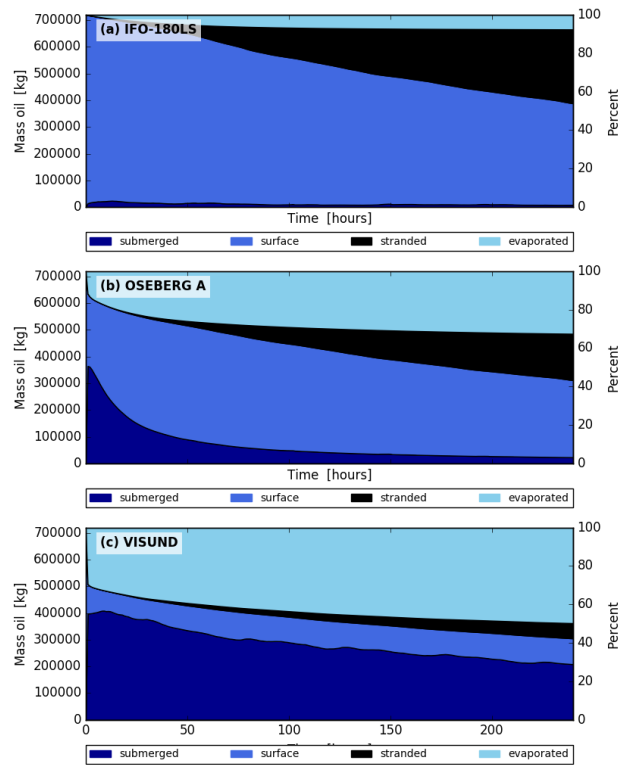 (a) IFO-180LS
700000
600000
500000
400000
300000
200000
100000
0
Mass oil [kg]
100
80
60
40
20
0
Percent
Time [hours]
submerged surface stranded evaporated
(b) OSEBERG A
700000
600000
500000
400000
300000
200000
100000
0
Mass oil [kg]
100
80
60
40
20
0
Percent
Time [hours]
submerged surface stranded evaporated
(c) VISUND
700000
600000
500000
400000
300000
200000
100000
0
Mass oil [kg]
100
80
60
40
20
0
Percent
0 50 100 150 200
Time [hours]
submerged surface stranded evaporated